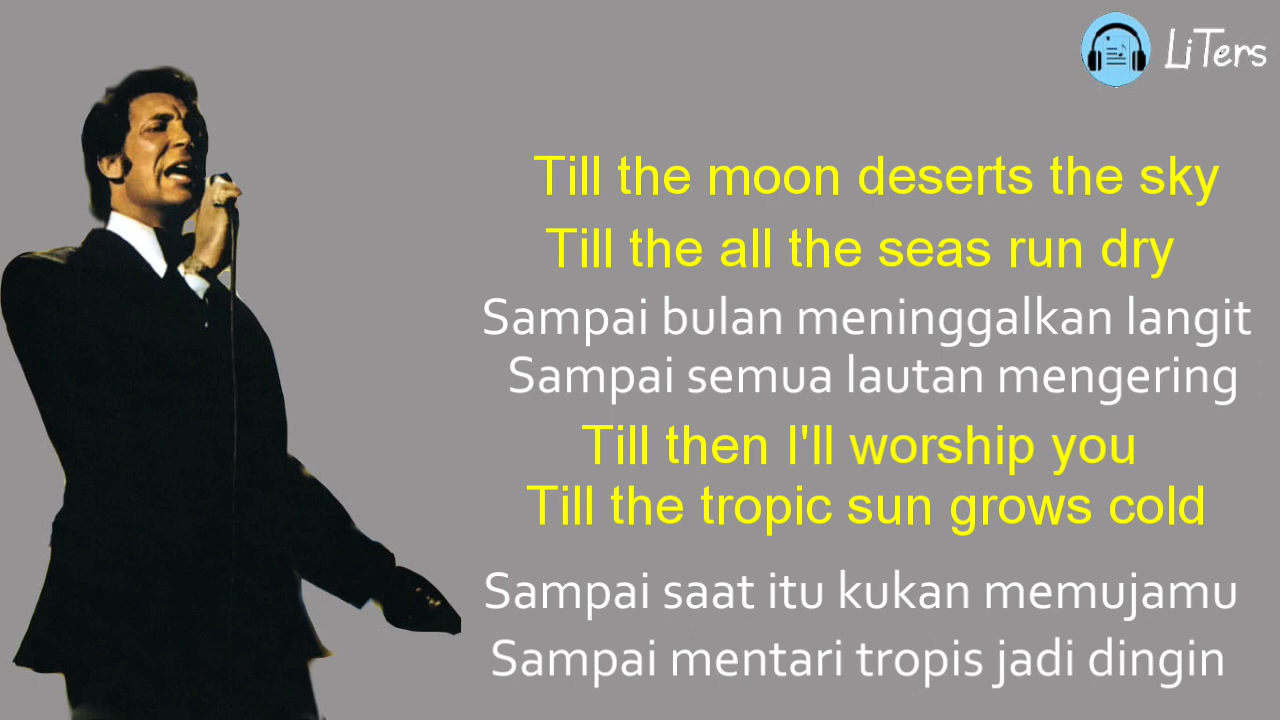 LiTers
Till the moon deserts the sky
Till the all the seas run dry
Sampai bulan meninggalkan langit
Sampai semua lautan mengering
Till then I'll worship you
Till the tropic sun grows cold
Sampai saat itu kukan memujamu
Sampai mentari tropis jadi dingin